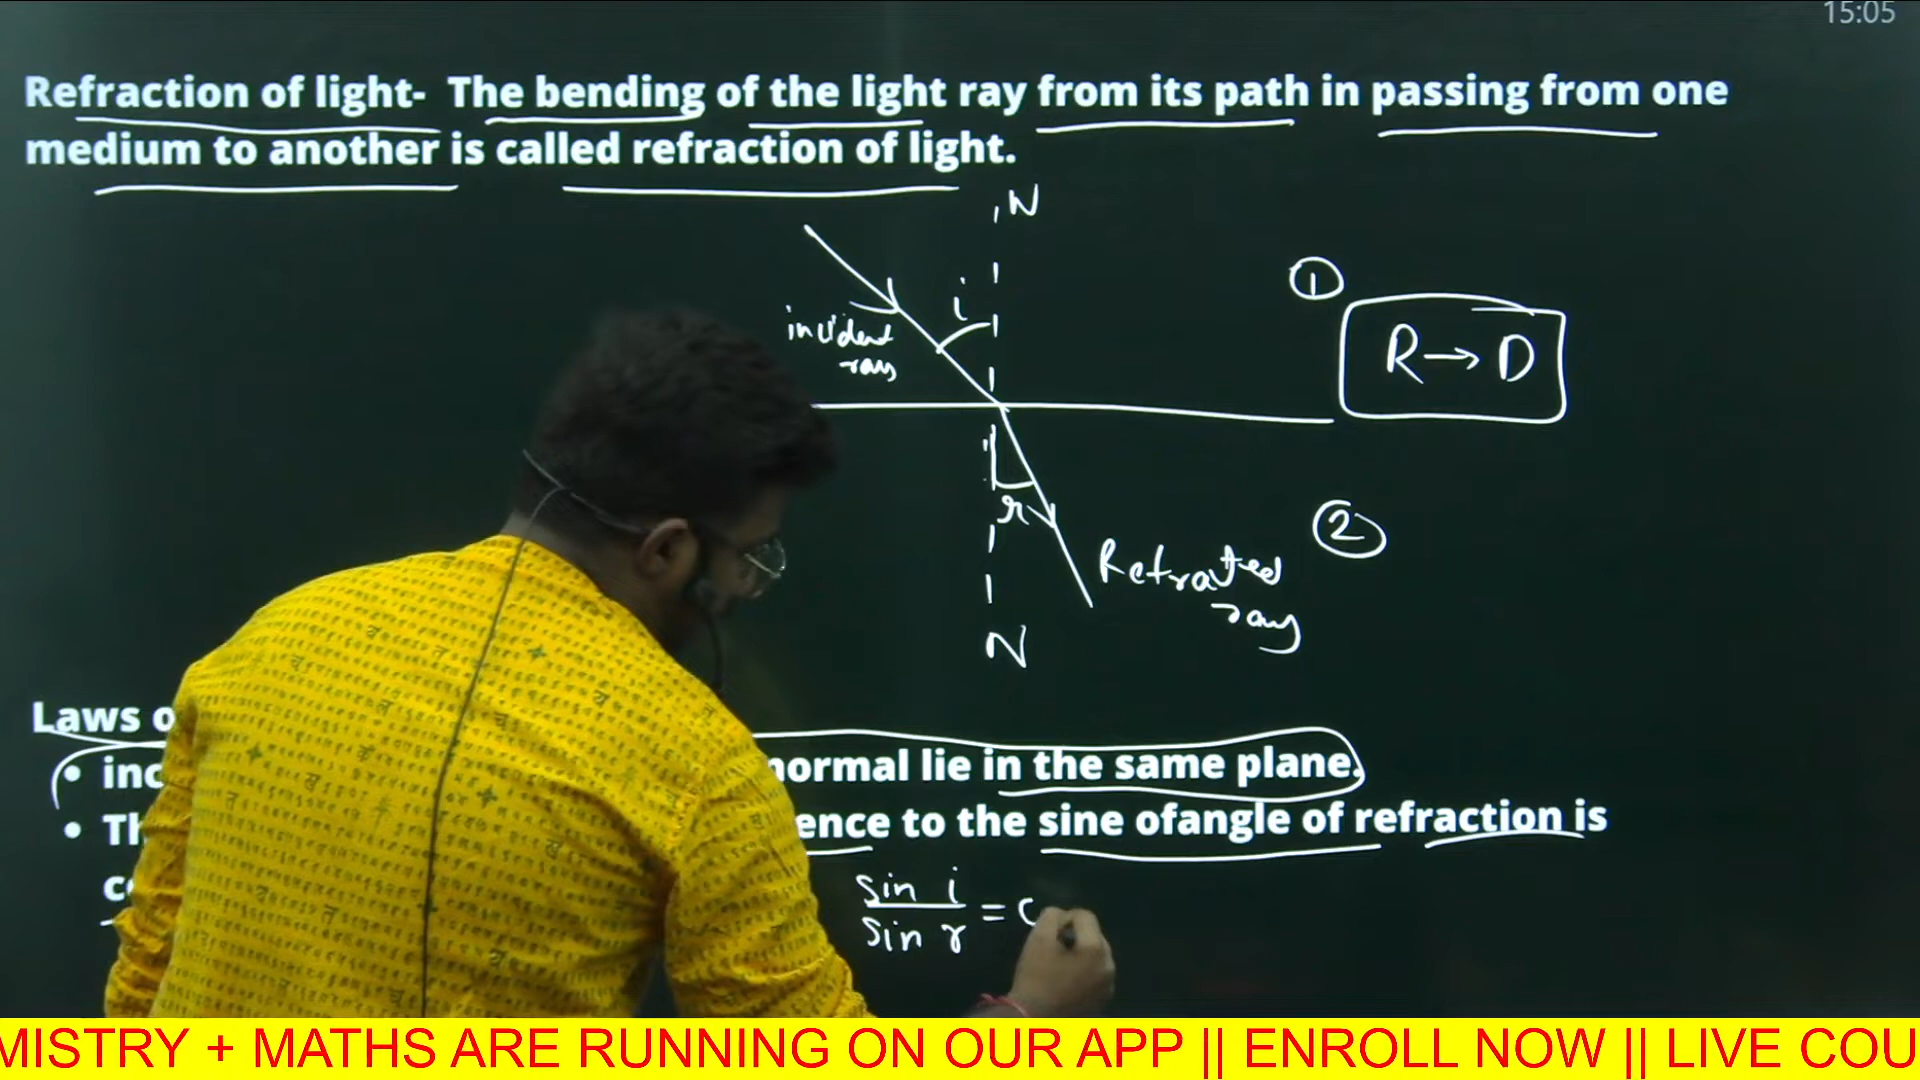 15:05
Refraction of light- The bending of the light ray from its path in passing from one
medium to another is called refraction of light.
N
i
incident
ray
1
R→D
r
2
Refracted
ray
N
Laws o
• inc normal lie in the same plane.
• Th ence to the sine ofangle of refraction is
c
sin i
sin r
= c
MISTRY + MATHS ARE RUNNING ON OUR APP || ENROLL NOW || LIVE COU